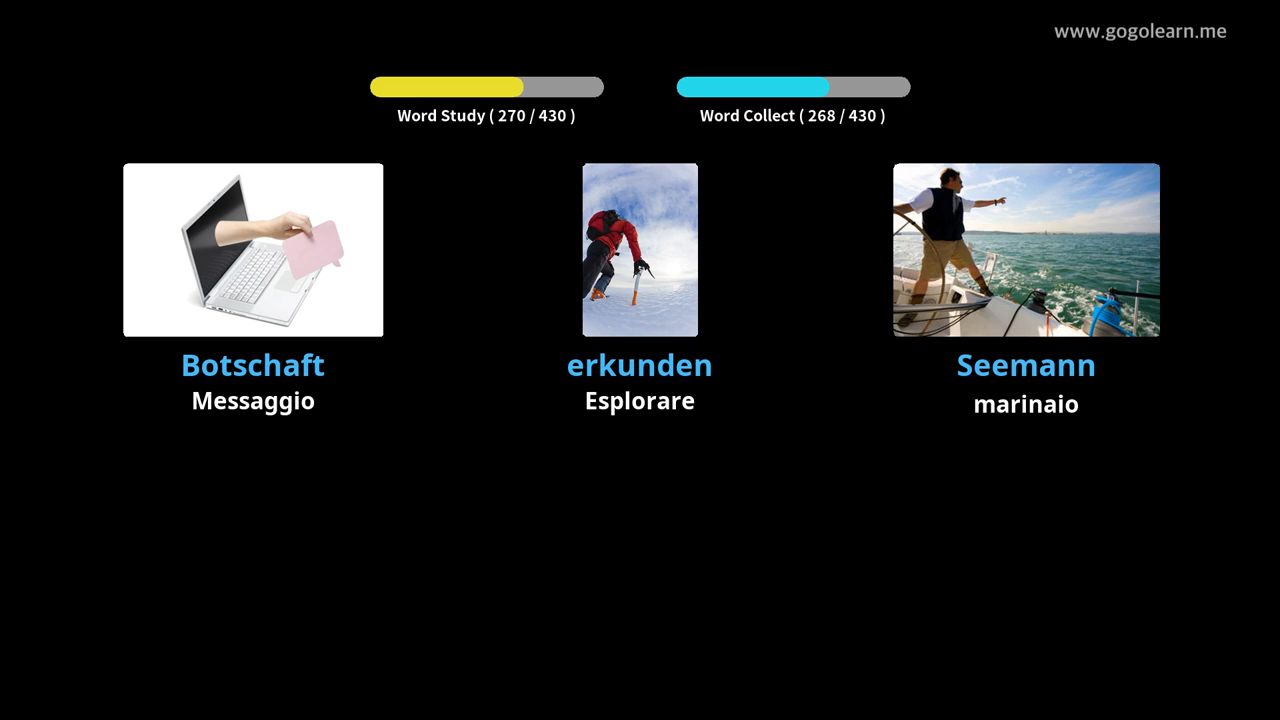 www.gogolearn.me
Word Study ( 270 / 430 )
Word Collect ( 268 / 430 )
Botschaft
Messaggio
erkunden
Esplorare
Seemann
marinaio